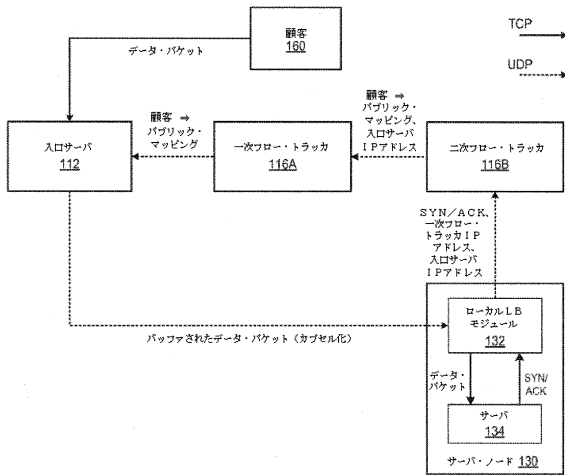 顧客
160
TCP
UDP
データ・パケット
入口サーバ
112
顧客 ⇒
パブリック・
マッピング
一次フロー・トラッカ
116A
顧客 ⇒
パブリック・
マッピング、
入口サーバ
IPアドレス
二次フロー・トラッカ
116B
SYN/ACK、
一次フロー・
トラッカIP
アドレス、
入口サーバ
IPアドレス
バッファされたデータ・パケット(カプセル化)
ローカルLB
モジュール
132
データ・
パケット
SYN/
ACK
サーバ
134
サーバ・ノード 130